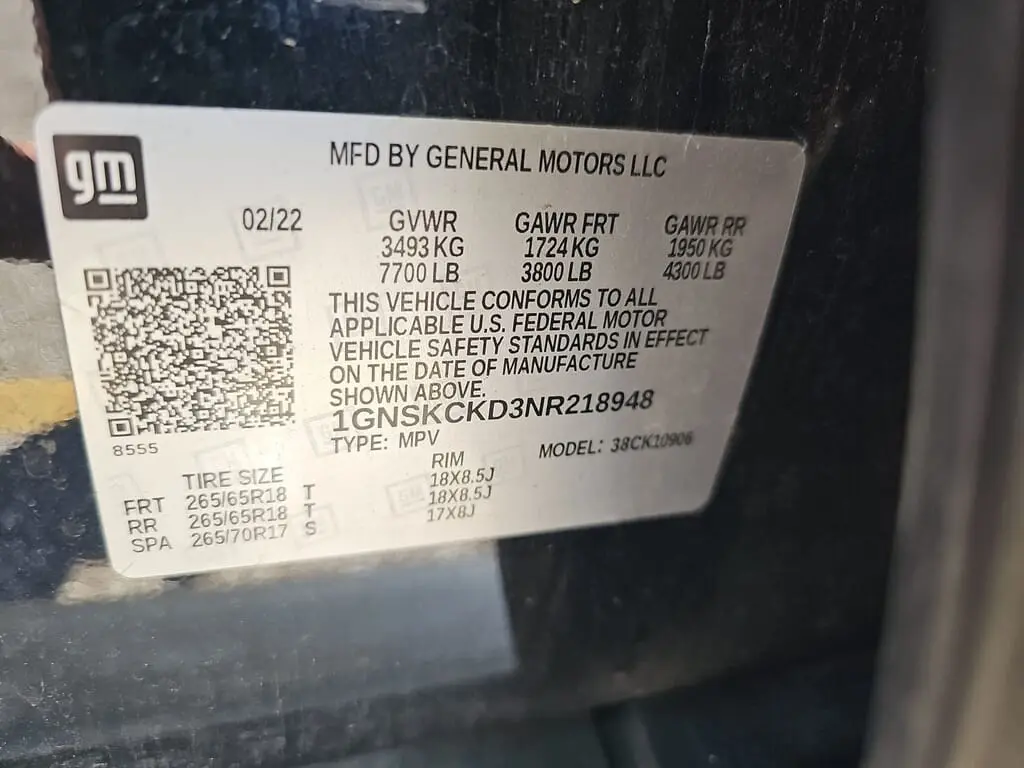 gm
MFD BY GENERAL MOTORS LLC
02/22 GVWR GAWR FRT GAWR RR
3493 KG 1724 KG 1950 KG
7700 LB 3800 LB 4300 LB
THIS VEHICLE CONFORMS TO ALL
APPLICABLE U.S. FEDERAL MOTOR
VEHICLE SAFETY STANDARDS IN EFFECT
ON THE DATE OF MANUFACTURE
SHOWN ABOVE.
1GNSKCKD3NR218948
TYPE: MPV MODEL: 38CK10906
8555
TIRE SIZE RIM
FRT 265/65R18 T 18X8.5J
RR 265/65R18 T 18X8.5J
SPA 265/70R17 S 17X8J